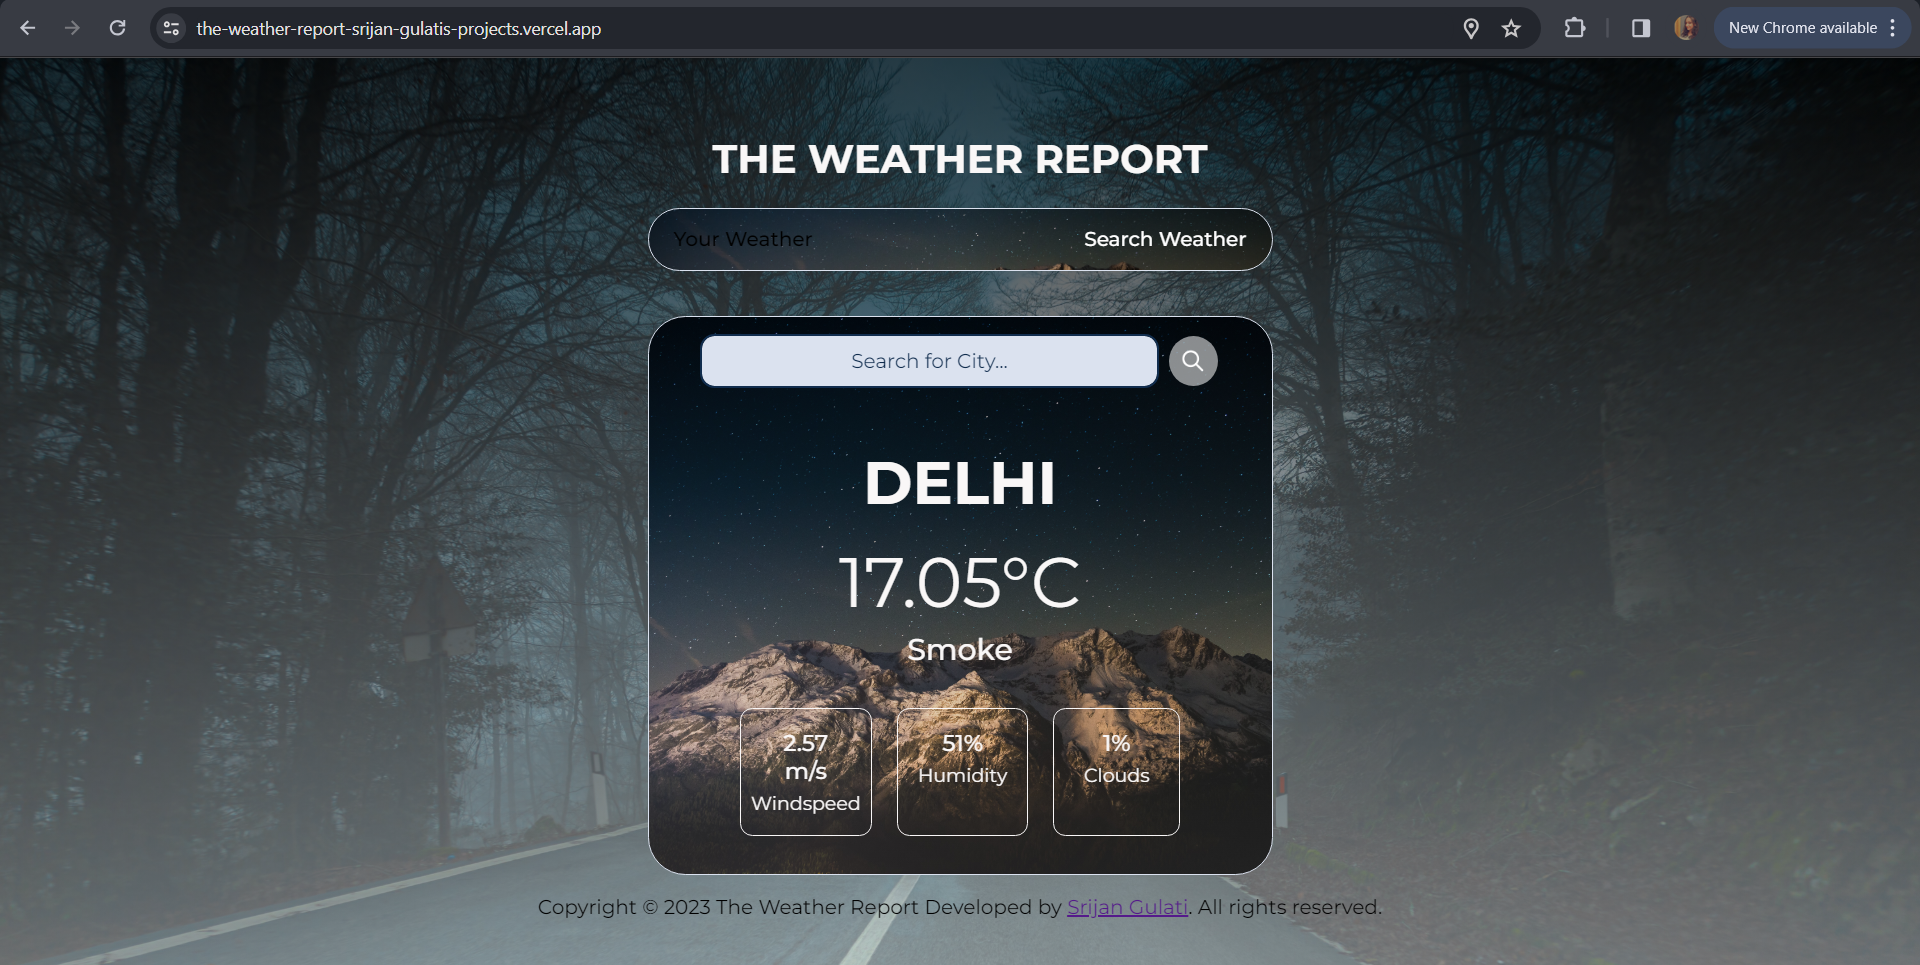 the-weather-report-srijan-gulatis-projects.vercel.app
New Chrome available
THE WEATHER REPORT
Your Weather Search Weather
Search for City...
DELHI
17.05°C
Smoke
2.57 m/s Windspeed
51% Humidity
1% Clouds
Copyright © 2023 The Weather Report Developed by Srijan Gulati. All rights reserved.